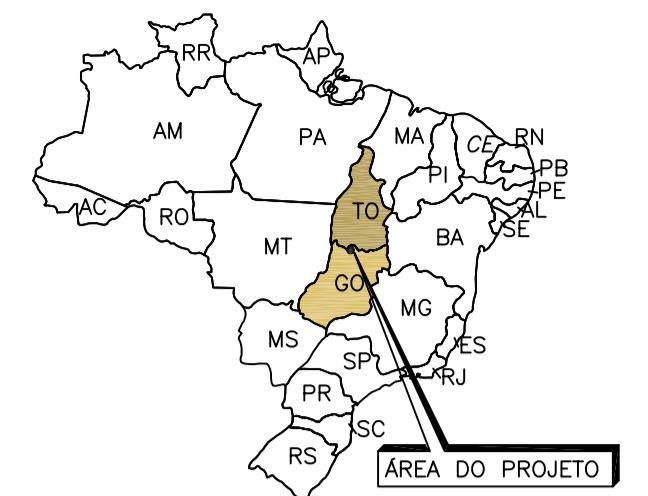 RR
AP
AM
PA
MA
CE
RN
PI
PB
PE
AC
RO
TO
AL
SE
MT
BA
GO
MG
MS
ES
SP
RJ
PR
SC
RS
ÁREA DO PROJETO